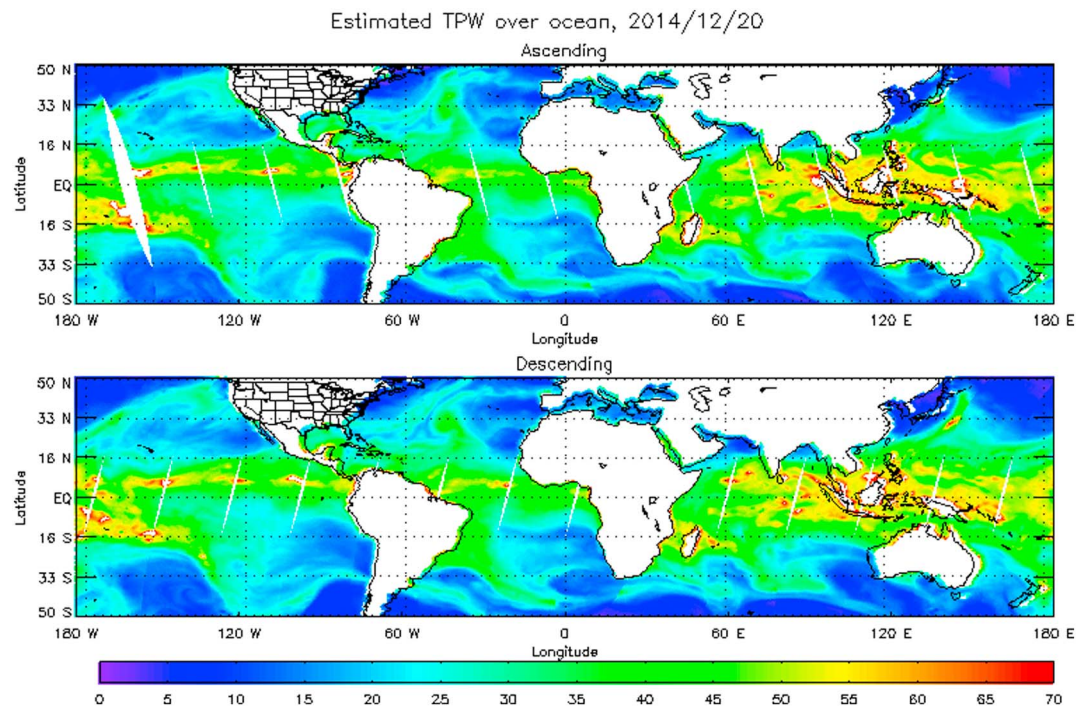 Estimated TPW over ocean, 2014/12/20
Ascending
50 N
33 N
16 N
EQ
16 S
33 S
50 S
Latitude
180 W 120 W 60 W 0 60 E 120 E 180 E
Longitude
Descending
50 N
33 N
16 N
EQ
16 S
33 S
50 S
Latitude
180 W 120 W 60 W 0 60 E 120 E 180 E
Longitude
0 5 10 15 20 25 30 35 40 45 50 55 60 65 70